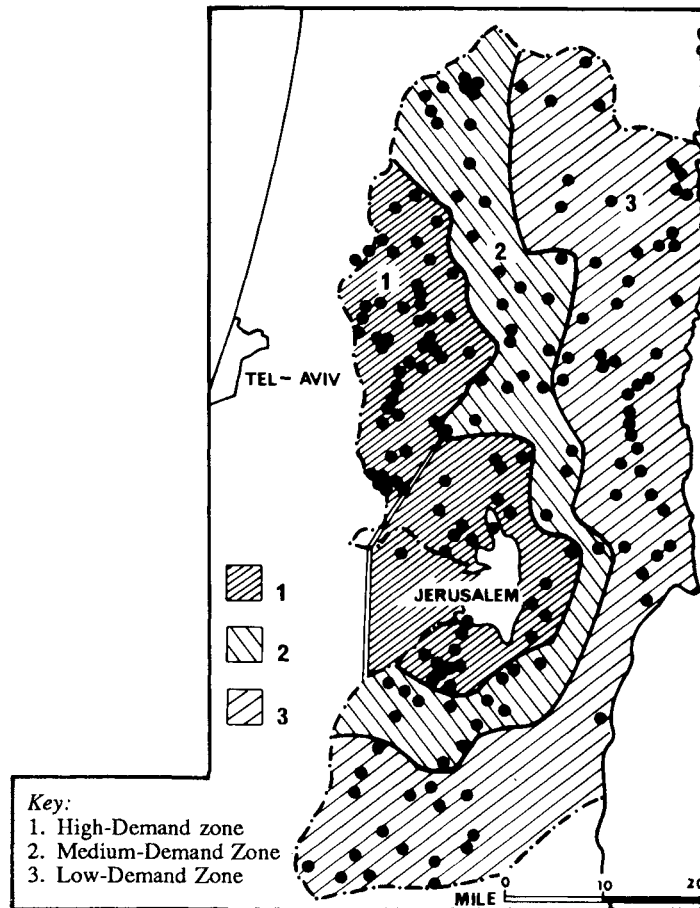 3
2
1
TEL-AVIV
JERUSALEM
1
2
3
Key:
1. High-Demand zone
2. Medium-Demand Zone
3. Low-Demand Zone
MILE 0 10 20